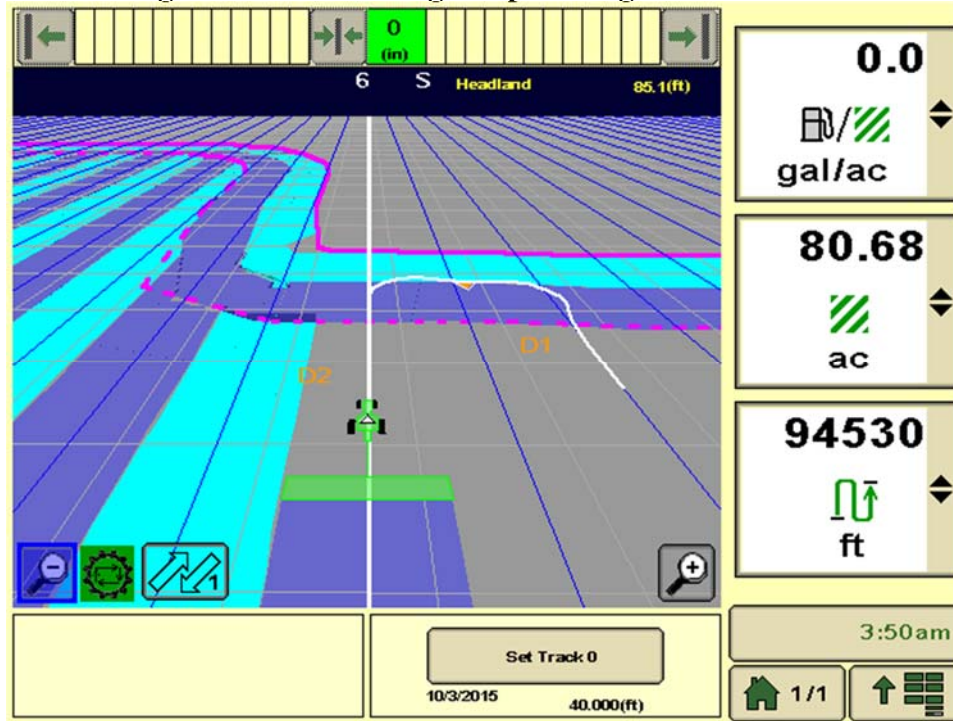 0
(in)
6 S Headland 85.1(ft)
D1
D2
1
0.0
gal/ac
80.68
ac
94530
ft
Set Track 0
10/3/2015 40.000(ft)
3:50am
1/1